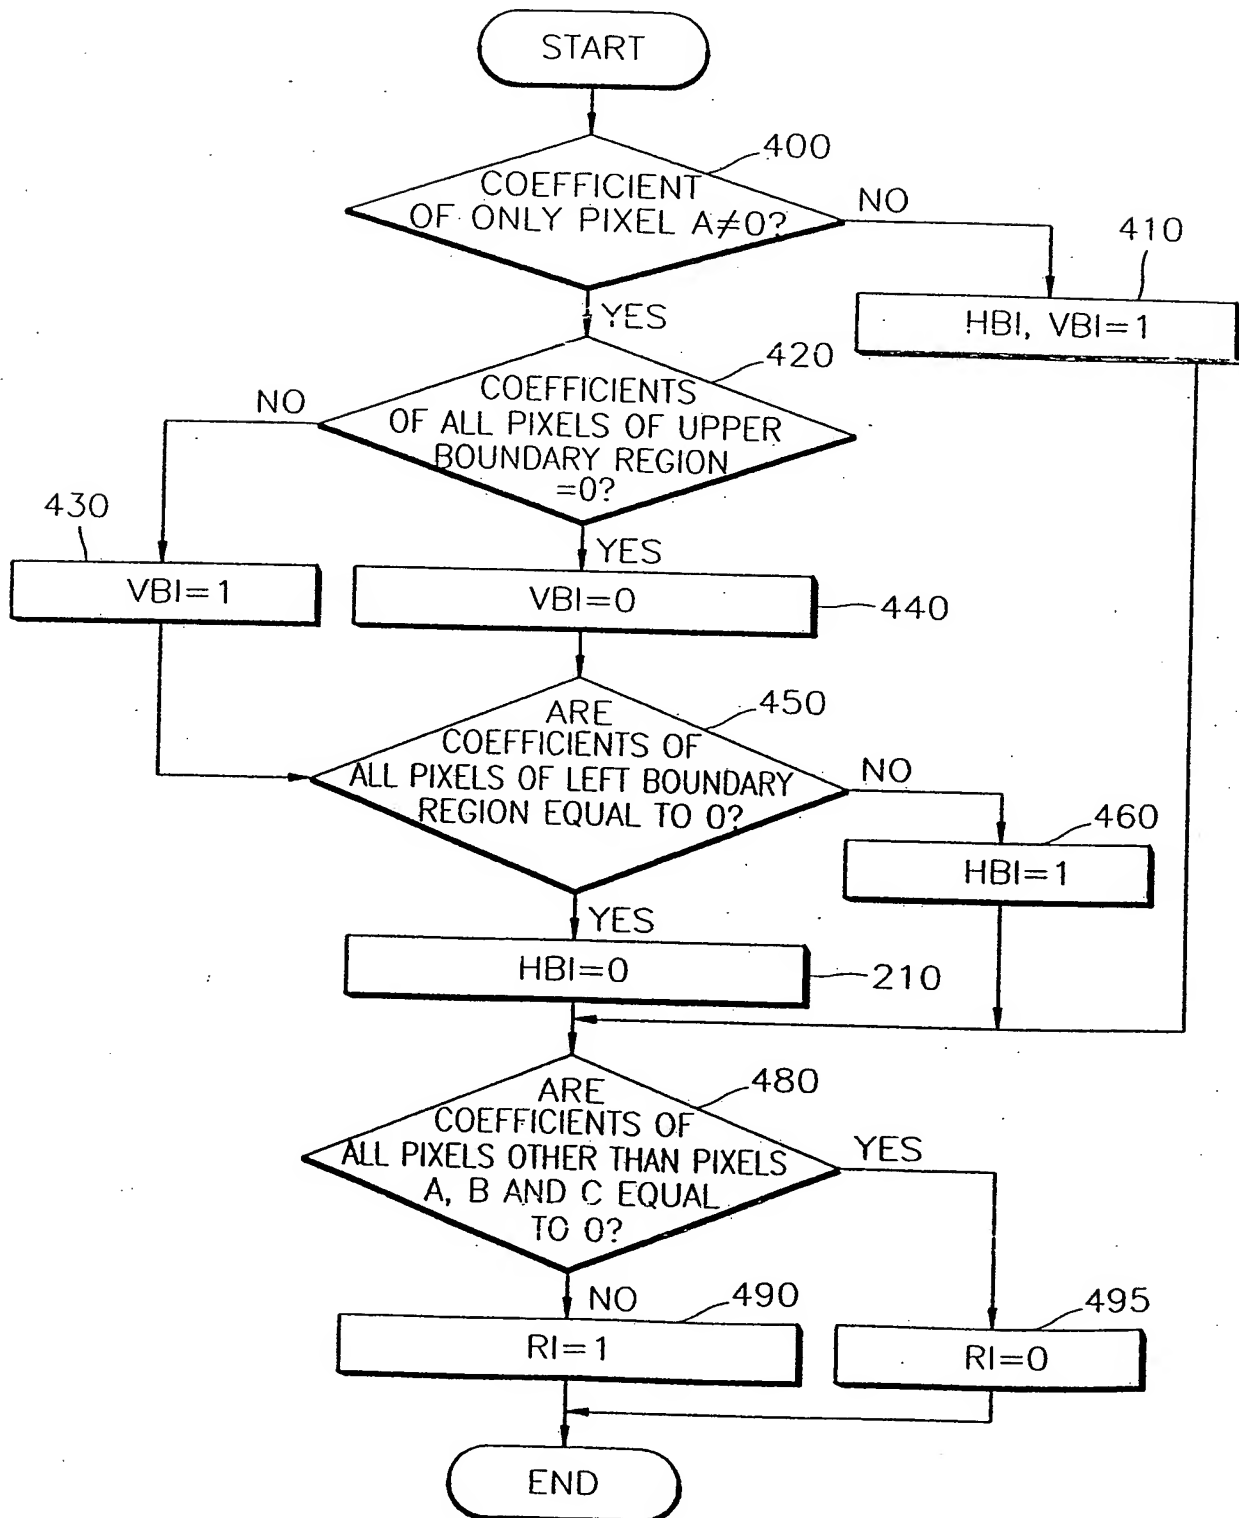 START
400
COEFFICIENT
OF ONLY PIXEL A≠0?
NO
410
HBI, VBI=1
YES
420
COEFFICIENTS
OF ALL PIXELS OF UPPER
BOUNDARY REGION
=0?
NO
430
VBI=1
YES
VBI=0
440
450
ARE
COEFFICIENTS OF
ALL PIXELS OF LEFT BOUNDARY
REGION EQUAL TO 0?
NO
460
HBI=1
YES
HBI=0
210
480
ARE
COEFFICIENTS OF
ALL PIXELS OTHER THAN PIXELS
A, B AND C EQUAL
TO 0?
YES
NO
490
RI=1
495
RI=0
END